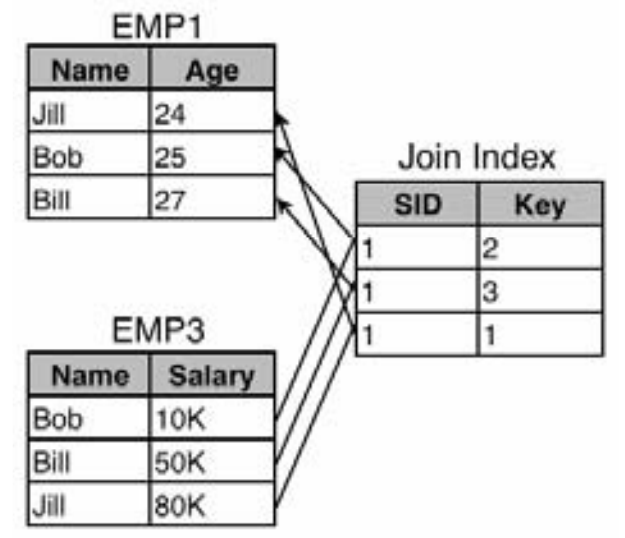 EMP1
Name Age
Jill 24
Bob 25
Bill 27
Join Index
SID Key
1 2
1 3
1 1
EMP3
Name Salary
Bob 10K
Bill 50K
Jill 80K